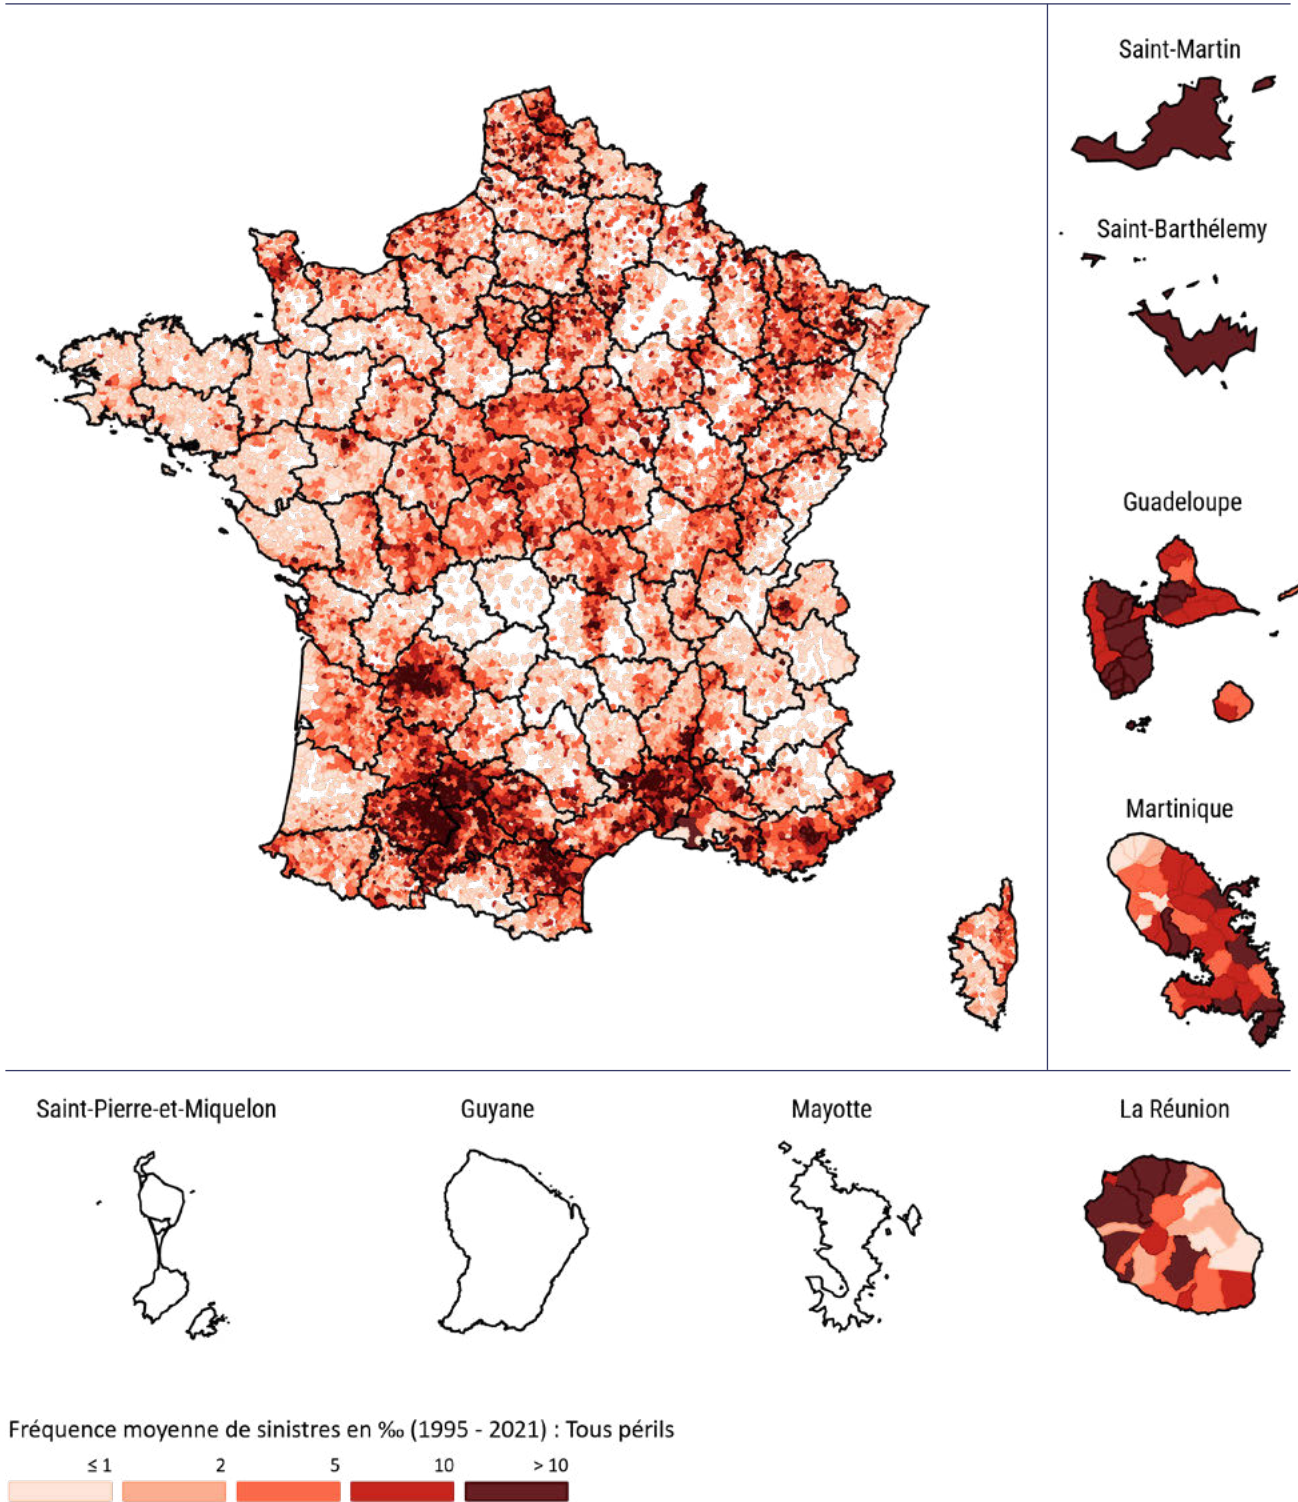 Saint-Martin
Saint-Barthélemy
Guadeloupe
Martinique
Saint-Pierre-et-Miquelon
Guyane
Mayotte
La Réunion
Fréquence moyenne de sinistres en ‰ (1995 - 2021) : Tous périls
≤ 1 2 5 10 > 10